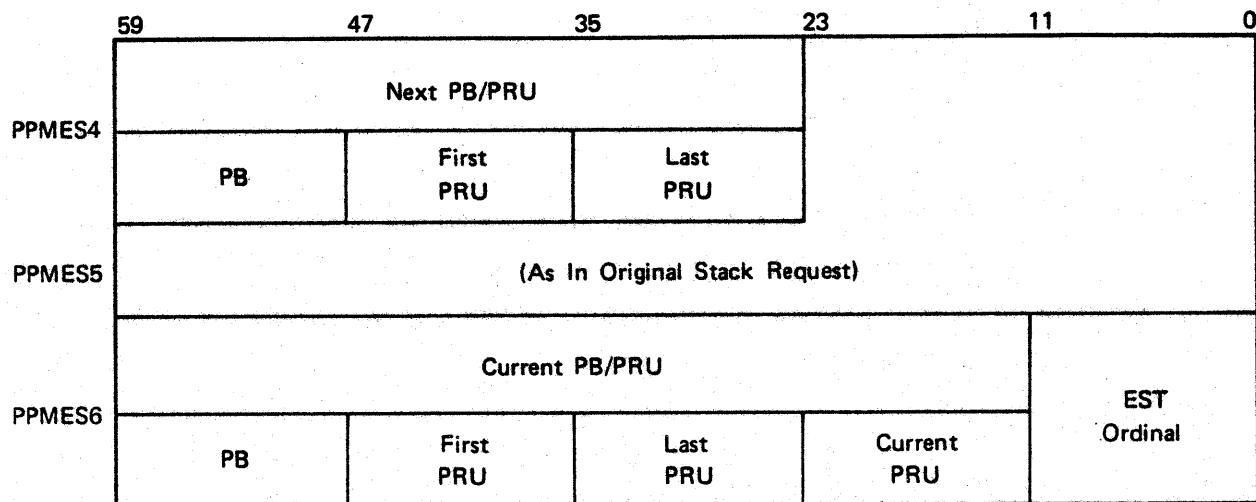 59 47 35 23 11 0
Next PB/PRU
PPMES4
PB
First
PRU
Last
PRU
PPMES5
(As In Original Stack Request)
Current PB/PRU
PPMES6
PB
First
PRU
Last
PRU
Current
PRU
EST
Ordinal